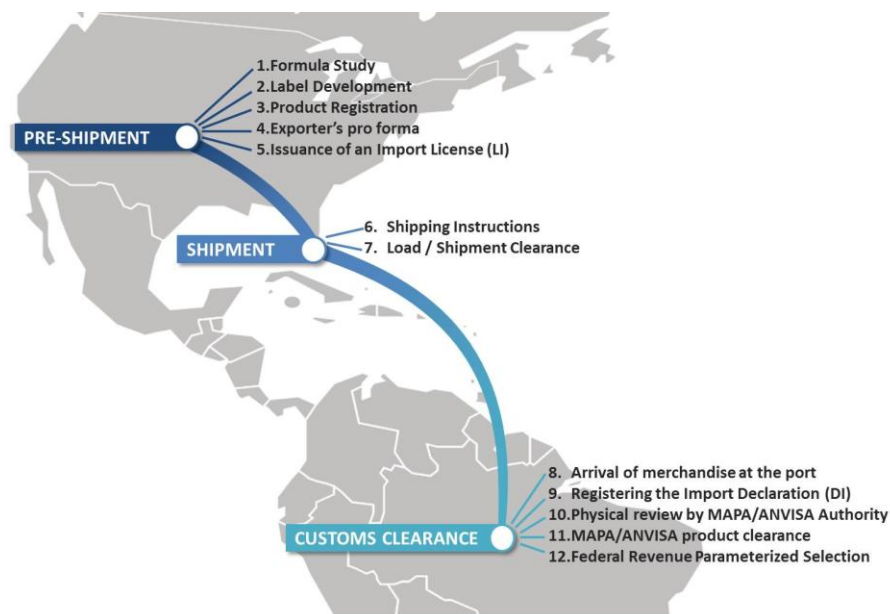 1.Formula Study
2.Label Development
3.Product Registration
4.Exporter's pro forma
5.Issuance of an Import License (LI)
PRE-SHIPMENT
6. Shipping Instructions
7. Load / Shipment Clearance
SHIPMENT
8. Arrival of merchandise at the port
9. Registering the Import Declaration (DI)
10.Physical review by MAPA/ANVISA Authority
11.MAPA/ANVISA product clearance
12.Federal Revenue Parameterized Selection
CUSTOMS CLEARANCE